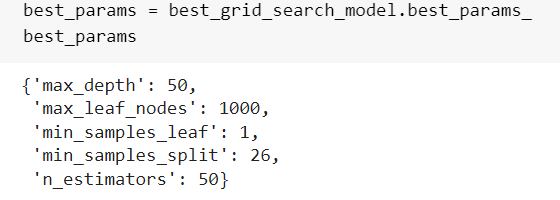 best_params = best_grid_search_model.best_params_
best_params
{'max_depth': 50,
 'max_leaf_nodes': 1000,
 'min_samples_leaf': 1,
 'min_samples_split': 26,
 'n_estimators': 50}